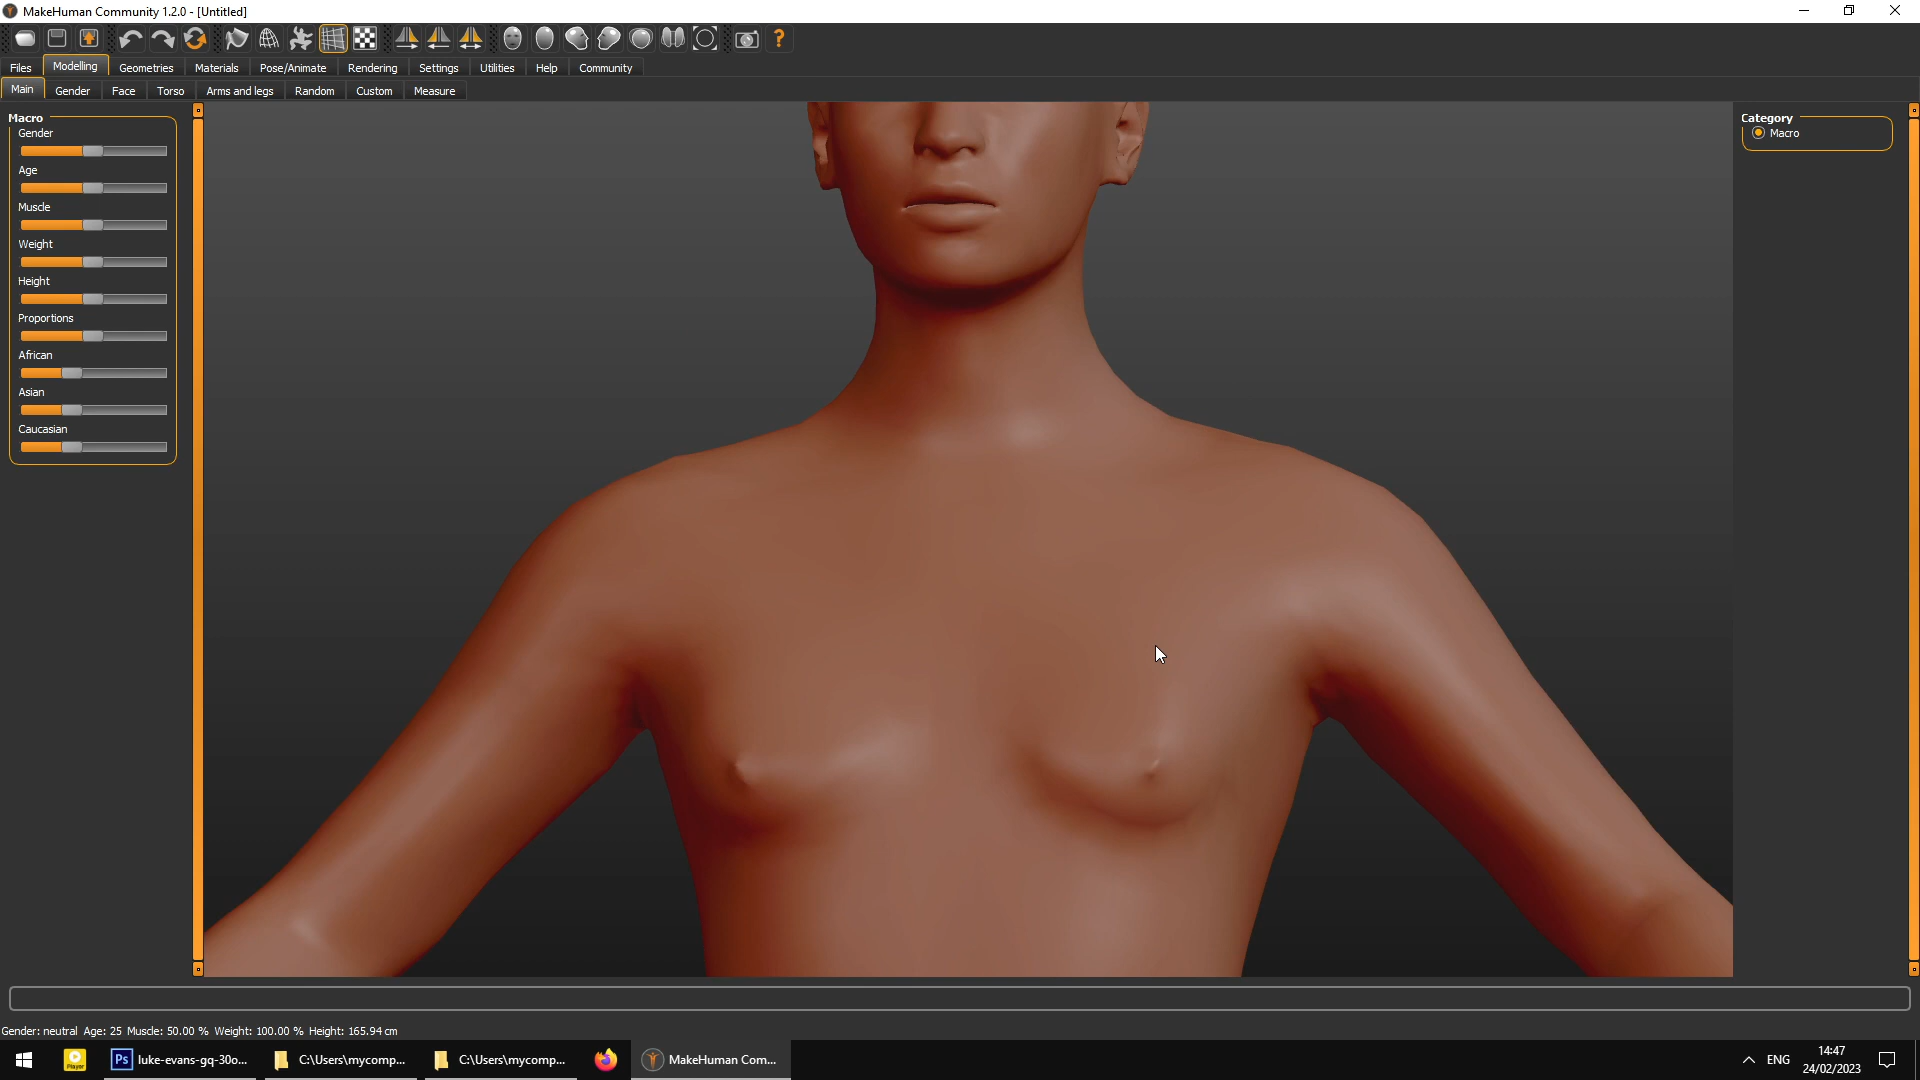 MakeHuman Community 1.2.0 - [Untitled]
Files Modelling Geometries Materials Pose/Animate Rendering Settings Utilities Help Community
Main Gender Face Torso Arms and legs Random Custom Measure
Macro
Gender
Age
Muscle
Weight
Height
Proportions
African
Asian
Caucasian
Category
Macro
Gender: neutral Age: 25 Muscle: 50.00 % Weight: 100.00 % Height: 165.94 cm
Player
Ps luke-evans-gq-30o...
C:\Users\mycomp...
C:\Users\mycomp...
MakeHuman Com...
ENG
14:47
24/02/2023